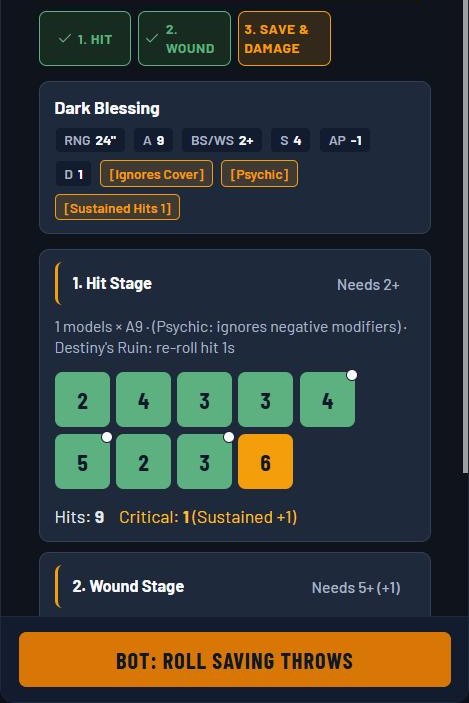 1. HIT
2. WOUND
3. SAVE & DAMAGE
Dark Blessing
RNG 24" A 9 BS/WS 2+ S 4 AP -1
D 1 [Ignores Cover] [Psychic]
[Sustained Hits 1]
1. Hit Stage Needs 2+
1 models × A9 · (Psychic: ignores negative modifiers) ·
Destiny's Ruin: re-roll hit 1s
2 4 3 3 4
5 2 3 6
Hits: 9 Critical: 1 (Sustained +1)
2. Wound Stage Needs 5+ (+1)
BOT: ROLL SAVING THROWS